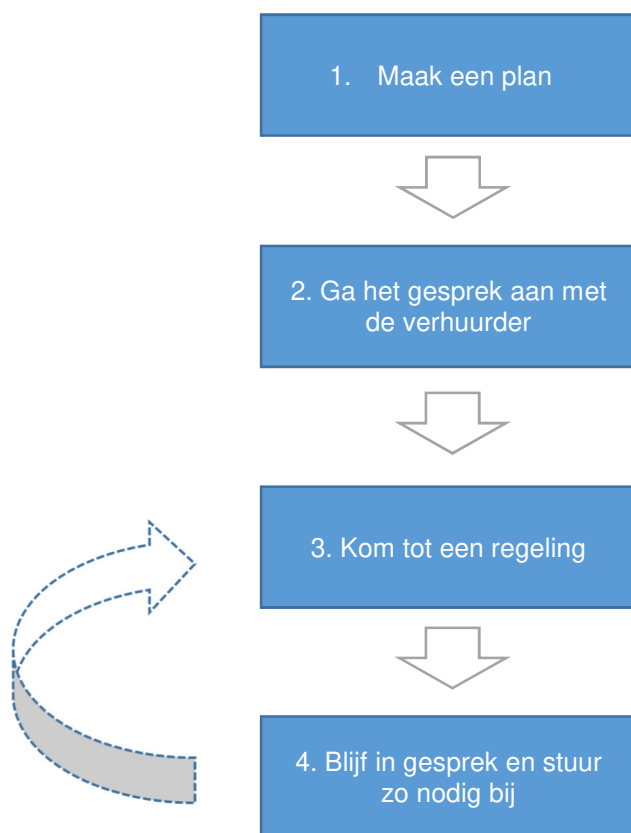 1. Maak een plan
2. Ga het gesprek aan met
de verhuurder
3. Kom tot een regeling
4. Blijf in gesprek en stuur
zo nodig bij